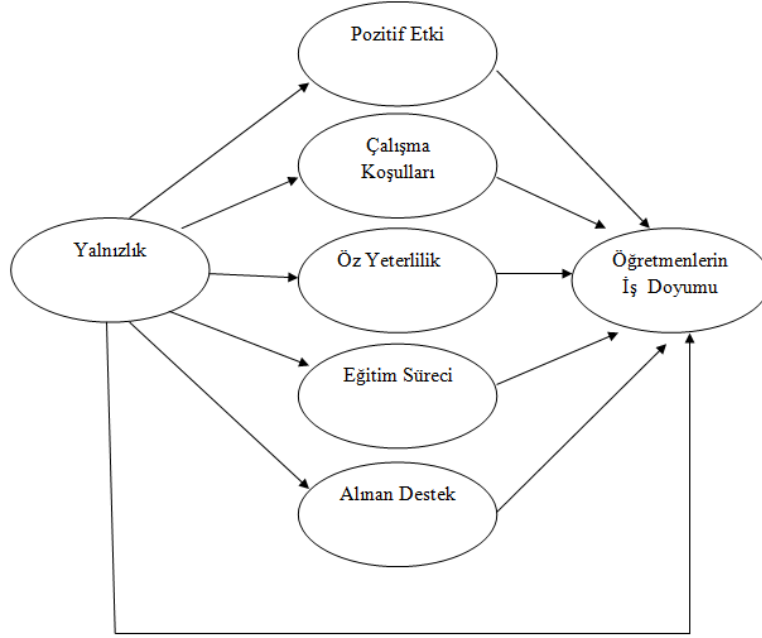 Pozitif Etki
Çalışma
Koşulları
Yalnızlık
Öz Yeterlilik
Öğretmenlerin
İş Doyumu
Eğitim Süreci
Alınan Destek